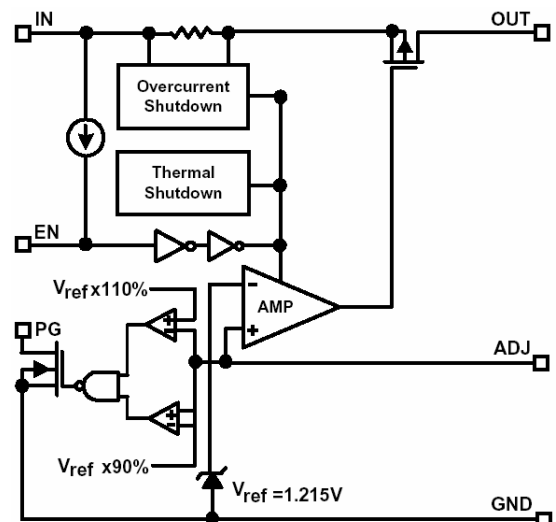 IN
OUT
Overcurrent
Shutdown
Thermal
Shutdown
EN
Vref x110%
- AMP
+
PG
+
-
ADJ
+
-
Vref x90%
Vref =1.215V
GND